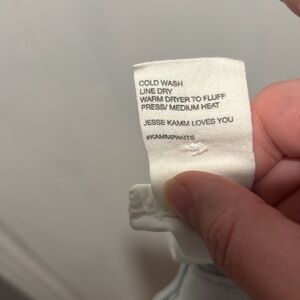 COLD WASH
LINE DRY
WARM DRYER TO FLUFF
PRESS/ MEDIUM HEAT
JESSE KAMM LOVES YOU
#KAMMPANTS